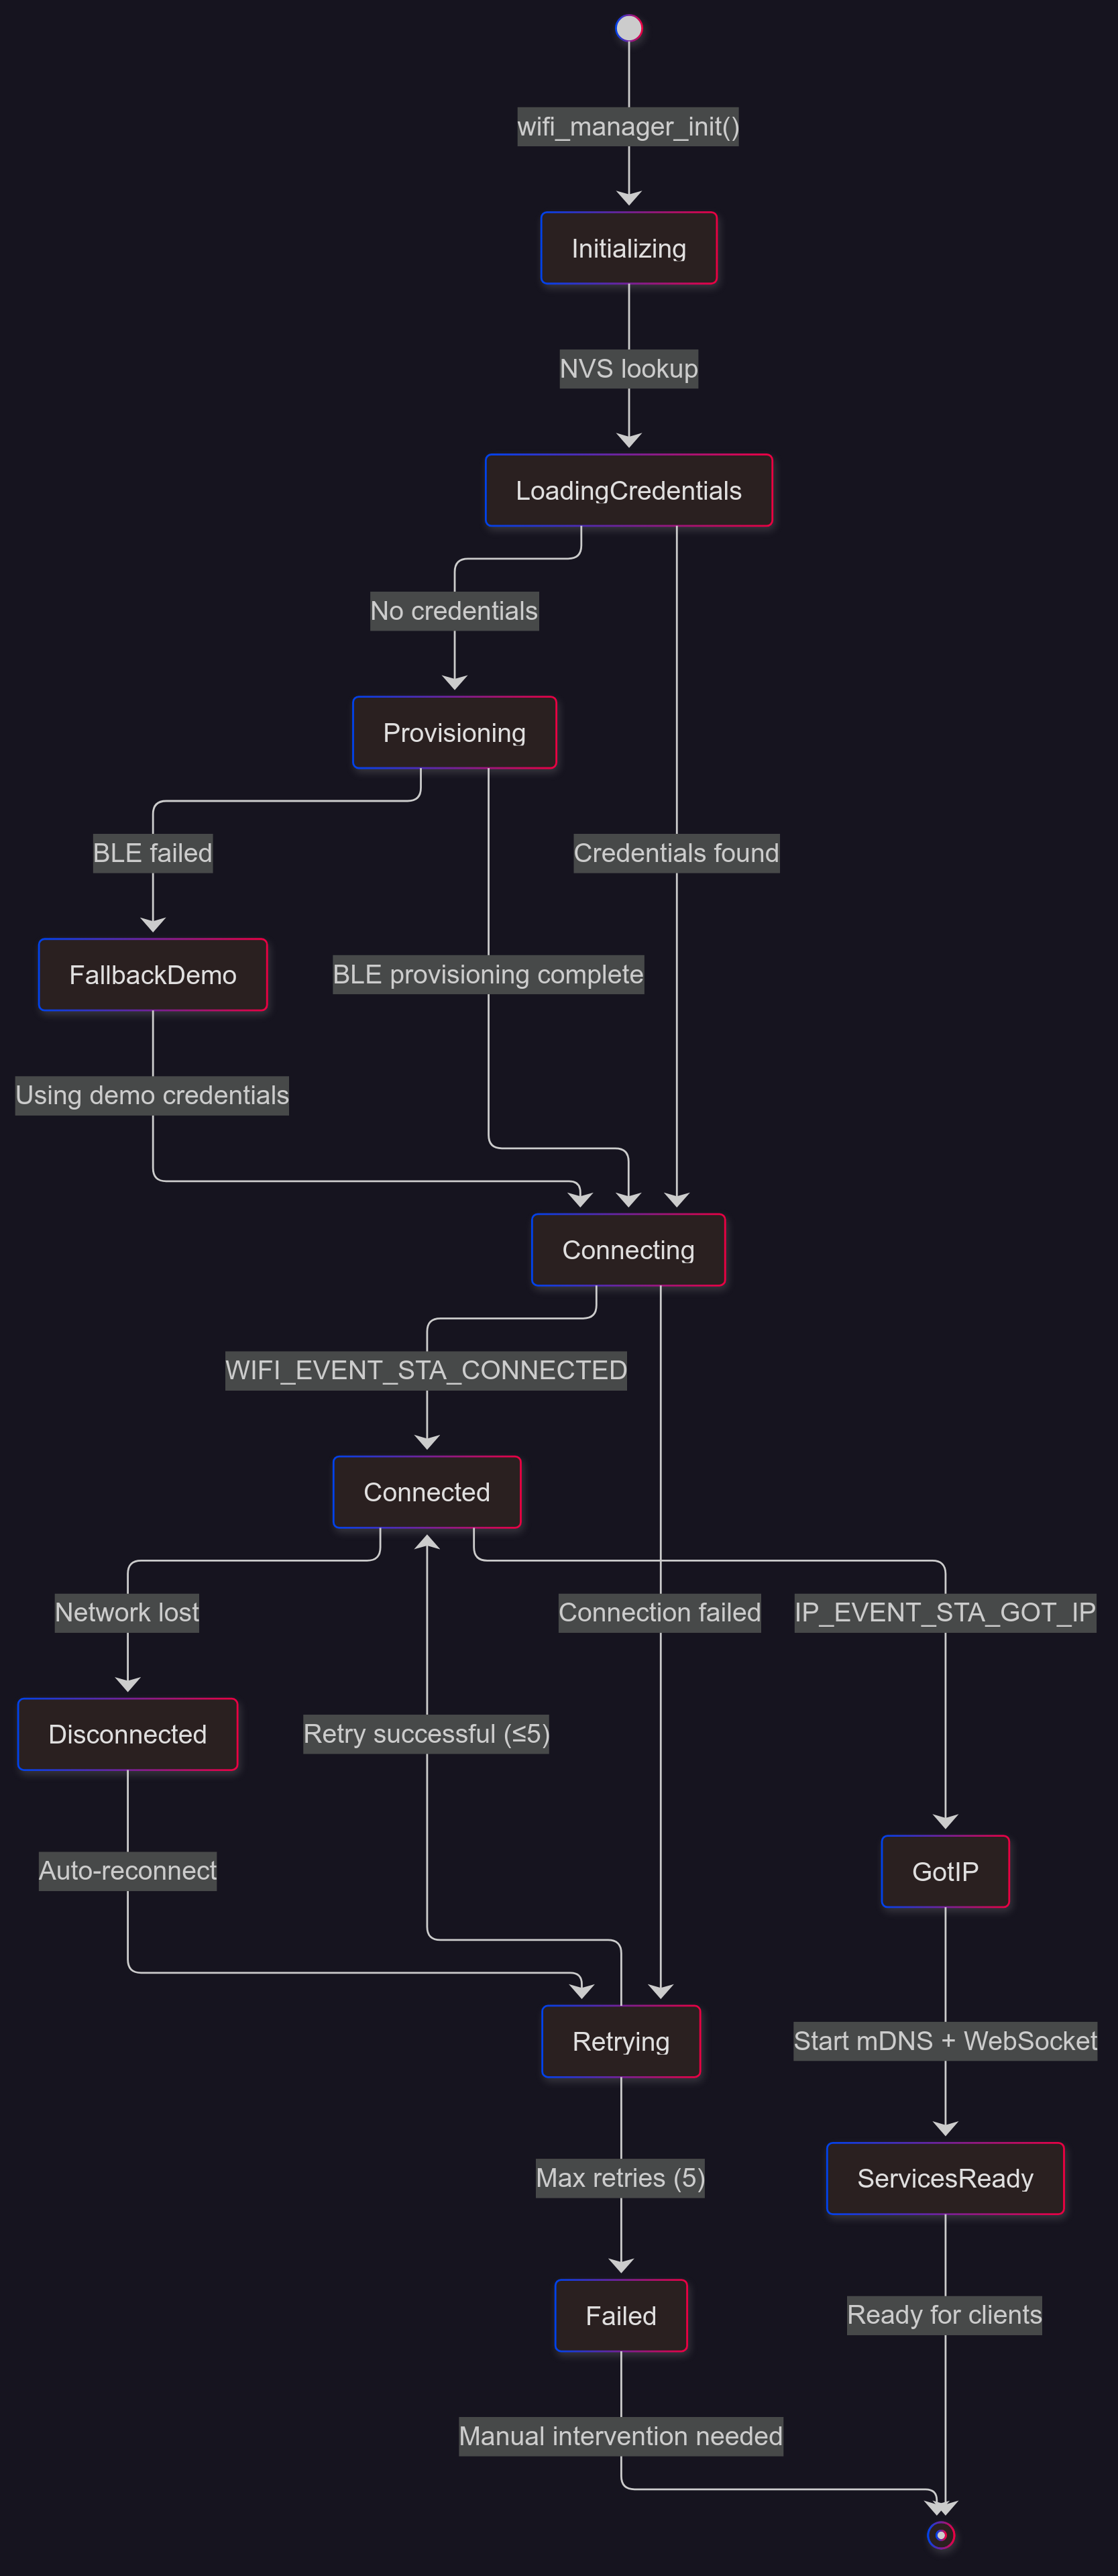 wifi_manager_init()
Initializing
NVS lookup
LoadingCredentials
No credentials
Provisioning
BLE failed
Credentials found
FallbackDemo
BLE provisioning complete
Using demo credentials
Connecting
WIFI_EVENT_STA_CONNECTED
Connected
Network lost
Connection failed
IP_EVENT_STA_GOT_IP
Disconnected
Retry successful (≤5)
Auto-reconnect
GotIP
Retrying
Start mDNS + WebSocket
Max retries (5)
ServicesReady
Failed
Ready for clients
Manual intervention needed